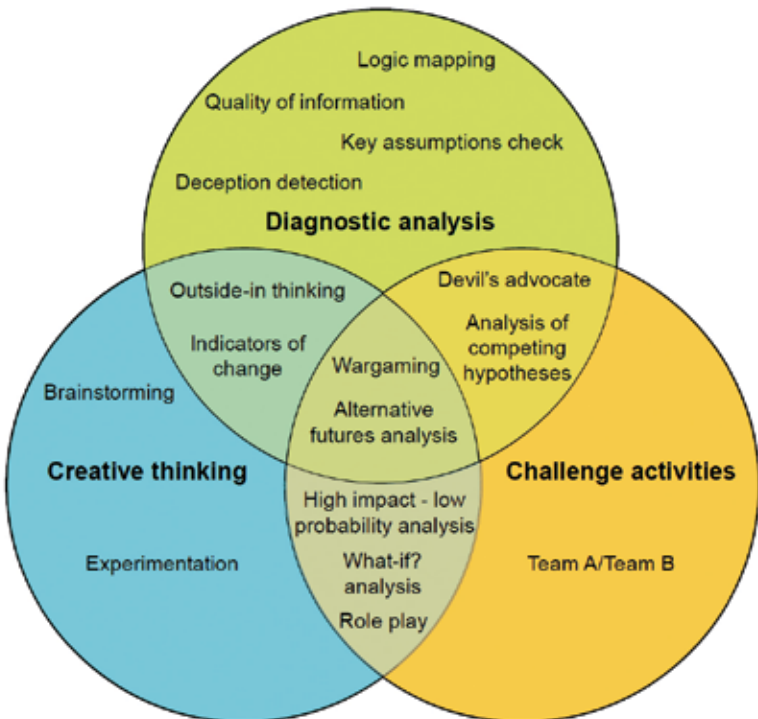 Logic mapping
Quality of information
Key assumptions check
Deception detection
Diagnostic analysis
Outside-in thinking
Indicators of
change
Devil's advocate
Analysis of
competing
hypotheses
Wargaming
Alternative
futures analysis
Brainstorming
Creative thinking
Experimentation
High impact - low
probability analysis
What-if?
analysis
Role play
Challenge activities
Team A/Team B